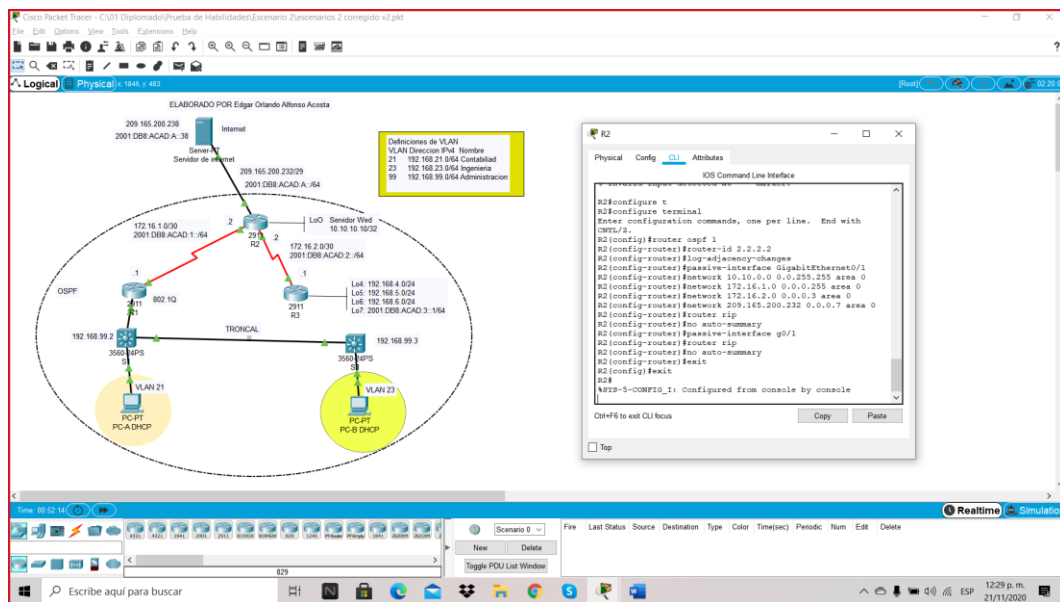 Cisco Packet Tracer - C:\01 Diplomado\Prueba de Habilidades\Escenario 2\escenarios 2 corregido v2.pkt
File Edit Options View Tools Extensions Help
Logical Physical x: 1846, y: 483
[Root]
02:20:0
ELABORADO POR Edgar Orlando Alfonso Acosta
209.165.200.238
2001:DB8:ACAD:A::38
Internet
Server-PT
Servidor de internet
Definiciones de VLAN
VLAN Direccion IPv4 Nombre
21 192.168.21.0/64 Contabiliad
23 192.168.23.0/64 Ingenieria
99 192.168.99.0/64 Administracion
209.165.200.232/29
2001:DB8:ACAD:A::/64
172.16.1.0/30
2001:DB8:ACAD:1::/64
.2
R2
.2
LoO Senidor Wed
10.10.10.10/32
172.16.2.0/30
2001:DB8:ACAD:2::/64
.1
.1
OSPF
2911
R1
802.1Q
2911
R3
Lo4: 192.168.4.0/24
Lo5: 192.168.5.0/24
Lo6: 192.168.6.0/24
Lo7: 2001:DB8:ACAD:3::1/64
192.168.99.2
TRONCAL
192.168.99.3
3560-24PS
3560-24PS
VLAN 21
VLAN 23
PC-PT
PC-A DHCP
PC-PT
PC-B DHCP
R2
Physical Config CLI Attributes
IOS Command Line Interface
R2#configure t
R2#configure terminal
Enter configuration commands, one per line. End with
CNTL/Z.
R2(config)#router ospf 1
R2(config-router)#router-id 2.2.2.2
R2(config-router)#log-adjacency-changes
R2(config-router)#passive-interface GigabitEthernet0/1
R2(config-router)#network 10.10.0.0 0.0.255.255 area 0
R2(config-router)#network 172.16.1.0 0.0.0.255 area 0
R2(config-router)#network 172.16.2.0 0.0.0.3 area 0
R2(config-router)#network 209.165.200.232 0.0.0.7 area 0
R2(config-router)#router rip
R2(config-router)#no auto-summary
R2(config-router)#passive-interface g0/1
R2(config-router)#router rip
R2(config-router)#no auto-summary
R2(config-router)#exit
R2(config)#exit
R2#
%SYS-5-CONFIG_I: Configured from console by console
Ctrl+F6 to exit CLI focus
Copy Paste
Top
Time: 00:52:14
Realtime Simulation
4331 4321 1941 2901 2911
829
Scenario 0
New Delete
Toggle PDU List Window
Fire Last Status Source Destination Type Color Time(sec) Periodic Num Edit Delete
Escribe aquí para buscar
ESP
12:29 p. m.
21/11/2020